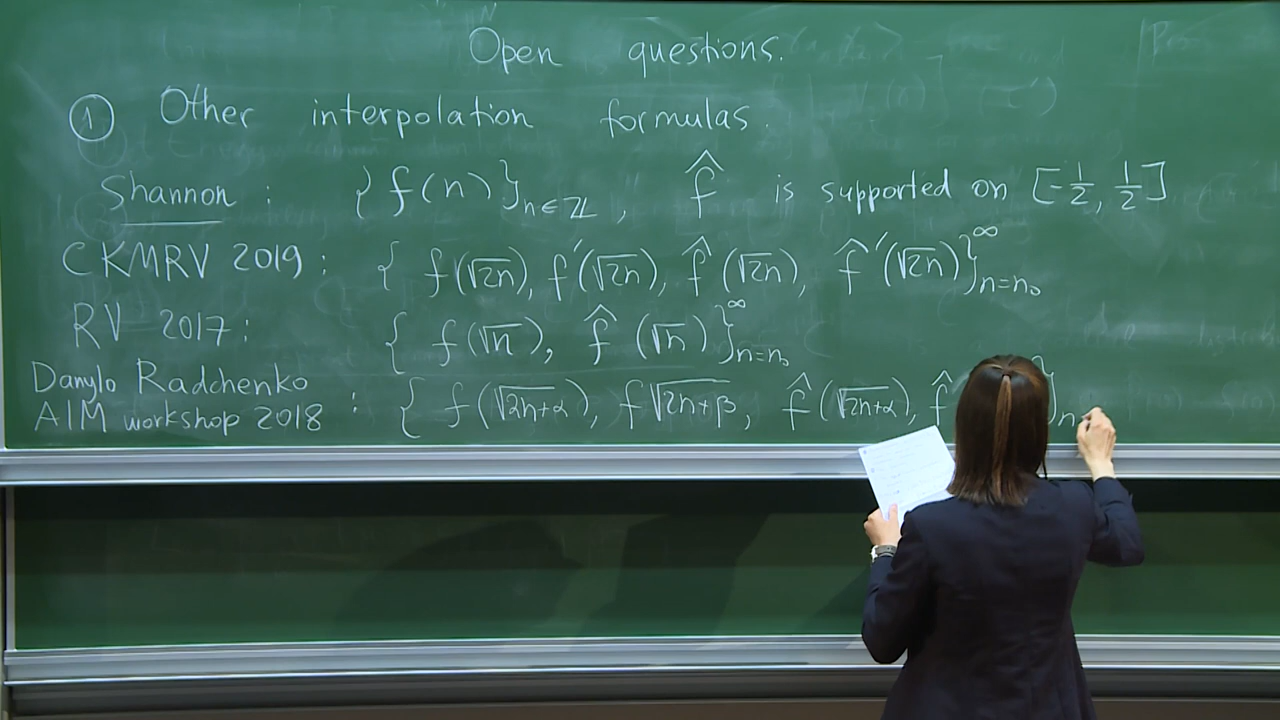 Open questions.
① Other interpolation formulas.
Shannon : { f(n) }_{n∈ℤ} , f̂ is supported on [-1/2, 1/2]
CKMRV 2019 : { f(√2n), f′(√2n), f̂(√2n), f̂′(√2n) }_{n=n₀}^∞
RV 2017 : { f(√n), f̂(√n) }_{n=n₀}^∞
Danylo Radchenko
AIM workshop 2018 : { f(√2n+α), f√2n+β, f̂(√2n+α), f̂ }_n